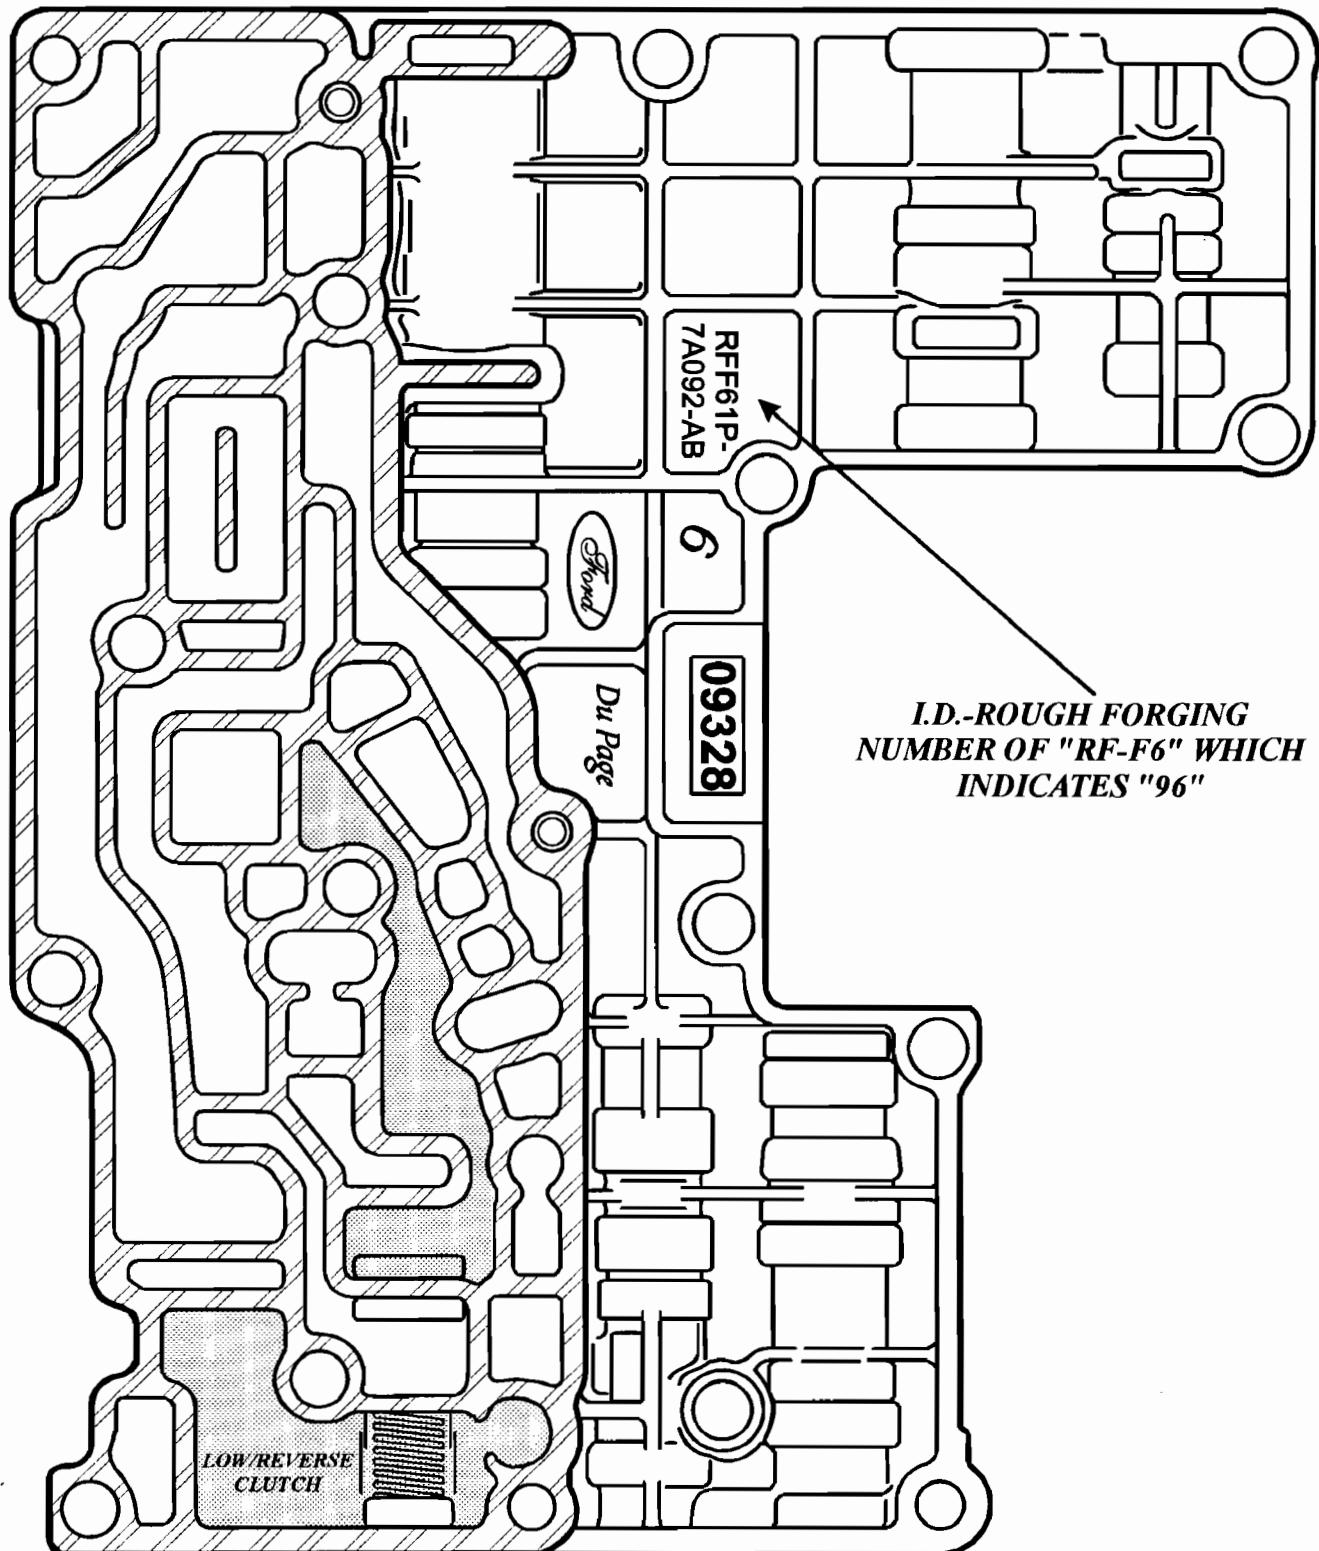 RFF61P-
7A092-AB
6
Ford
09328
Du Page
I.D.-ROUGH FORGING
NUMBER OF "RF-F6" WHICH
INDICATES "96"
LOW/REVERSE
CLUTCH